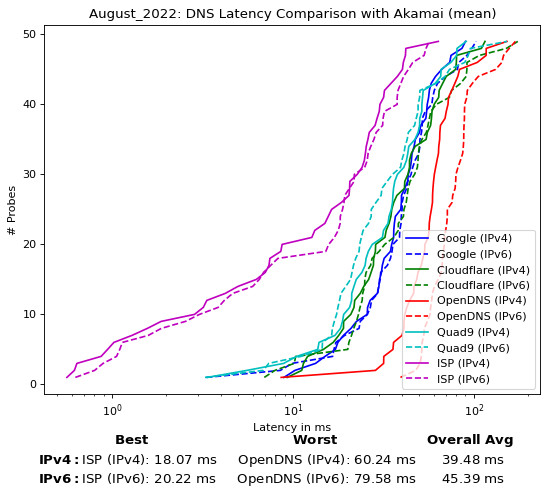 August_2022: DNS Latency Comparison with Akamai (mean)
# Probes
50
40
30
20
10
0
Google (IPv4)
Google (IPv6)
Cloudflare (IPv4)
Cloudflare (IPv6)
OpenDNS (IPv4)
OpenDNS (IPv6)
Quad9 (IPv4)
Quad9 (IPv6)
ISP (IPv4)
ISP (IPv6)
10⁰ 10¹ 10²
Latency in ms
Best Worst Overall Avg
IPv4: ISP (IPv4): 18.07 ms OpenDNS (IPv4): 60.24 ms 39.48 ms
IPv6: ISP (IPv6): 20.22 ms OpenDNS (IPv6): 79.58 ms 45.39 ms